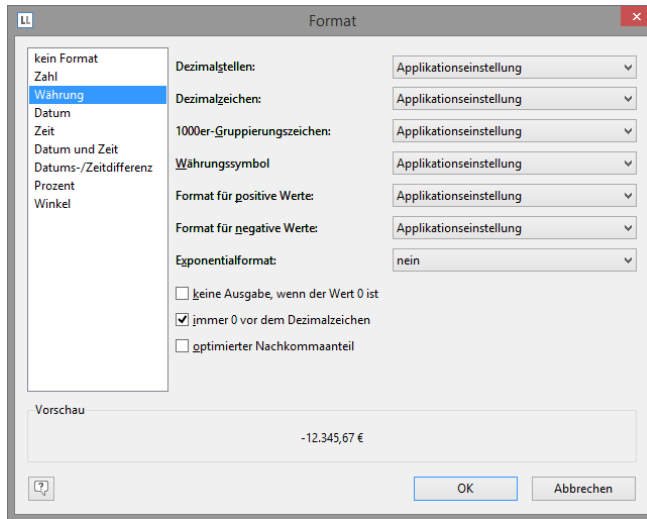 LL
Format
kein Format
Zahl
Währung
Datum
Zeit
Datum und Zeit
Datums-/Zeitdifferenz
Prozent
Winkel
Dezimalstellen:
Applikationseinstellung
Dezimalzeichen:
Applikationseinstellung
1000er-Gruppierungszeichen:
Applikationseinstellung
Währungssymbol
Applikationseinstellung
Format für positive Werte:
Applikationseinstellung
Format für negative Werte:
Applikationseinstellung
Exponentialformat:
nein
keine Ausgabe, wenn der Wert 0 ist
immer 0 vor dem Dezimalzeichen
optimierter Nachkommaanteil
Vorschau
-12.345,67 €
OK
Abbrechen